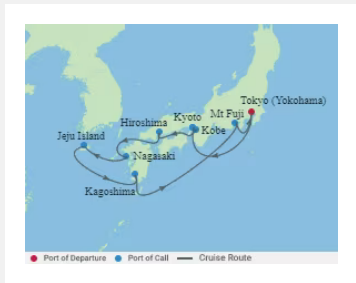 Tokyo (Yokohama)
Mt Fuji
Kyoto
Hiroshima
Kobe
Jeju Island
Nagasaki
Kagoshima
Port of Departure
Port of Call
Cruise Route